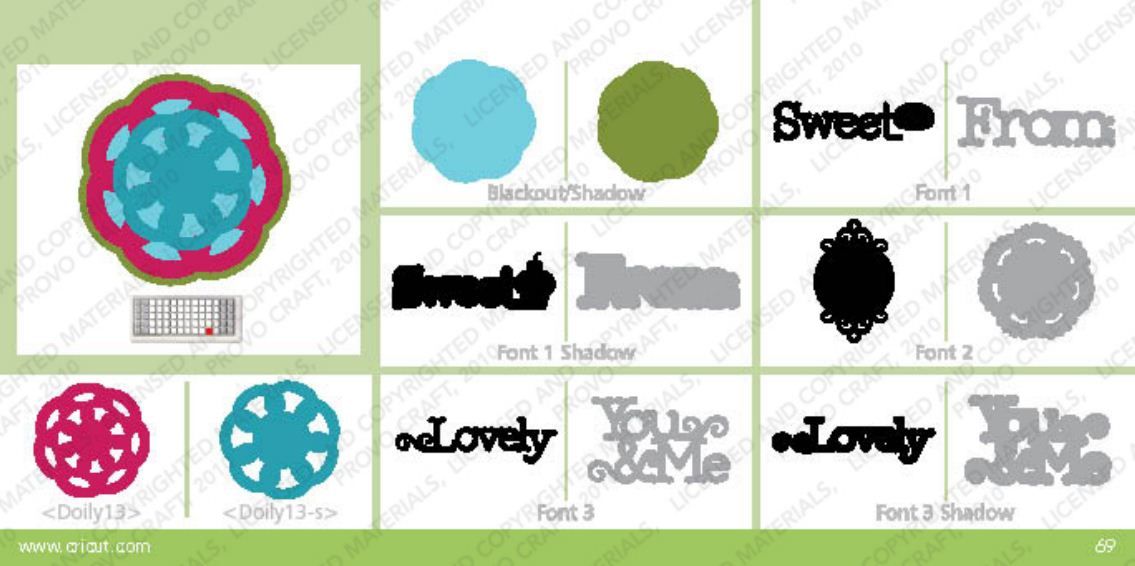 Blackout/Shadow
Sweet
From
Font 1
Sweet
From
Font 1 Shadow
Font 2
<Doily13>
<Doily13-s>
Lovely
You
&Me
Font 3
Lovely
You
&Me
Font 3 Shadow
www.cricut.com
69
LICENSED AND COPYRIGHTED MATERIALS,
PROVO CRAFT, 2010